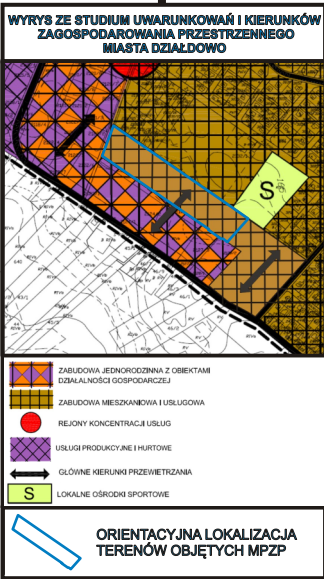 WYRYS ZE STUDIUM UWARUNKOWAŃ I KIERUNKÓW
ZAGOSPODAROWANIA PRZESTRZENNEGO
MIASTA DZIAŁDOWO
S
ZABUDOWA JEDNORODZINNA Z OBIEKTAMI
DZIAŁALNOŚCI GOSPODARCZEJ
ZABUDOWA MIESZKANIOWA I USŁUGOWA
REJONY KONCENTRACJI USŁUG
USŁUGI PRODUKCYJNE I HURTOWE
GŁÓWNE KIERUNKI PRZEWIETRZANIA
S LOKALNE OŚRODKI SPORTOWE
ORIENTACYJNA LOKALIZACJA
TERENÓW OBJĘTYCH MPZP